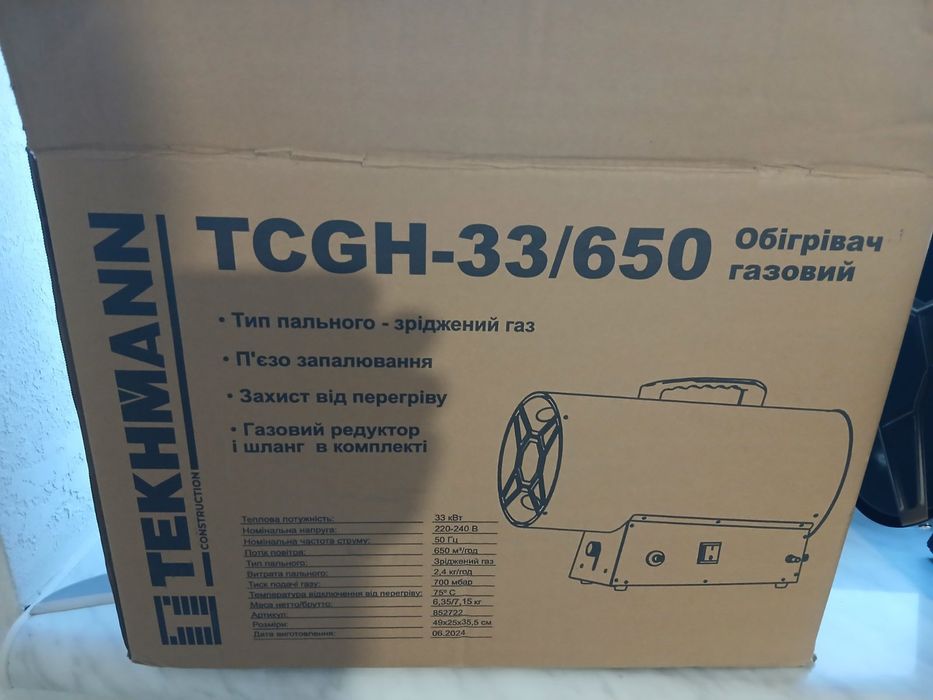 TEKHMANN
CONSTRUCTION
TCGH-33/650
Обігрівач
газовий
• Тип пального - зріджений газ
• П'єзо запалювання
• Захист від перегріву
• Газовий редуктор
і шланг в комплекті
Теплова потужність: 33 кВт
Номінальна напруга: 220-240 В
Номінальна частота струму: 50 Гц
Потік повітря: 650 м³/год
Тип пального: Зріджений газ
Витрата пального: 2,4 кг/год
Тиск подачі газу: 700 мбар
Температура відключення від перегріву: 75º С
Маса нетто/брутто: 6,35/7,15 кг
Артикул: 852722
Розміри: 49х25х35,5 см
Дата виготовлення: 06.2024